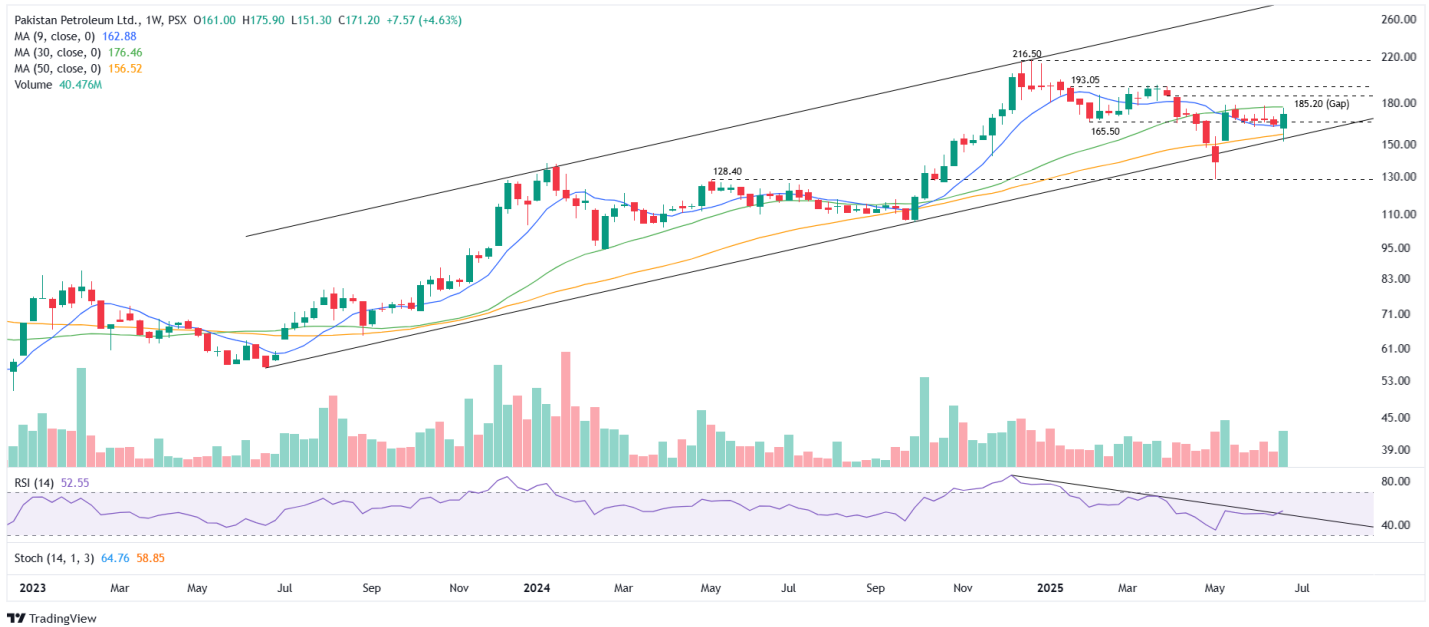 Pakistan Petroleum Ltd., 1W, PSX O161.00 H175.90 L151.30 C171.20 +7.57 (+4.63%)
MA (9, close, 0) 162.88
MA (30, close, 0) 176.46
MA (50, close, 0) 156.52
Volume 40.476M
260.00
216.50
220.00
193.05
185.20 (Gap)
180.00
165.50
150.00
128.40
130.00
110.00
95.00
83.00
71.00
61.00
53.00
45.00
39.00
RSI (14) 52.55
80.00
40.00
Stoch (14, 1, 3) 64.76 58.85
2023 Mar May Jul Sep Nov 2024 Mar May Jul Sep Nov 2025 Mar May Jul
TradingView